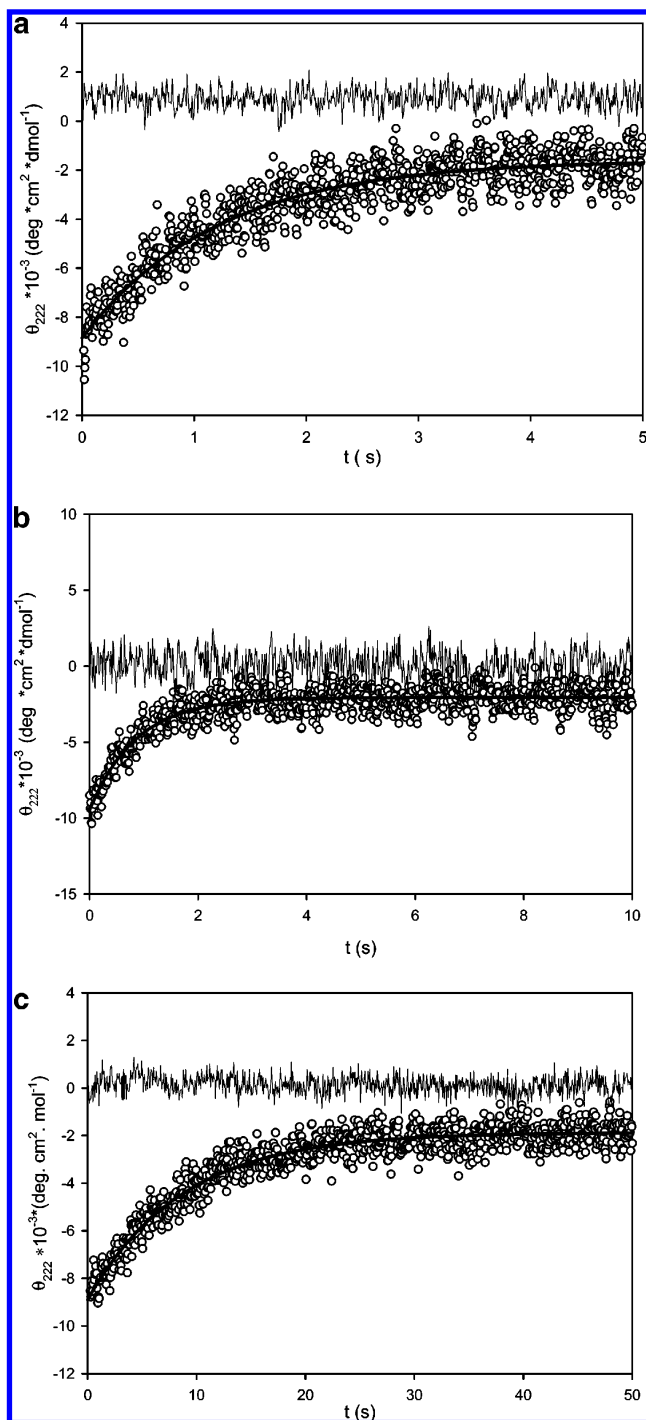 a
4
2
0
-2
-4
-6
-8
-10
-12
θ222 *10-3 (deg *cm2 *dmol-1)
0 1 2 3 4 5
t ( s)
b
10
5
0
-5
-10
-15
θ222 *10-3 (deg *cm2 *dmol-1)
0 2 4 6 8 10
t (s)
c
4
2
0
-2
-4
-6
-8
-10
-12
θ222 *10-3*(deg. cm2. mol-1)
0 10 20 30 40 50
t (s)